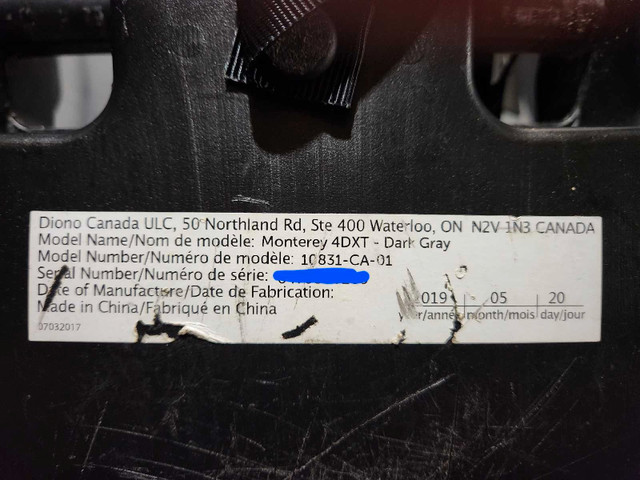 Diono Canada ULC, 50 Northland Rd, Ste 400 Waterloo, ON N2V 1N3 CANADA
Model Name/Nom de modèle: Monterey 4DXT - Dark Gray
Model Number/Numéro de modèle: 10831-CA-01
Serial Number/Numéro de série:
Date of Manufacture/Date de Fabrication: 2019 | 05 | 20
Made in China/Fabriqué en China year/année month/mois day/jour
07032017